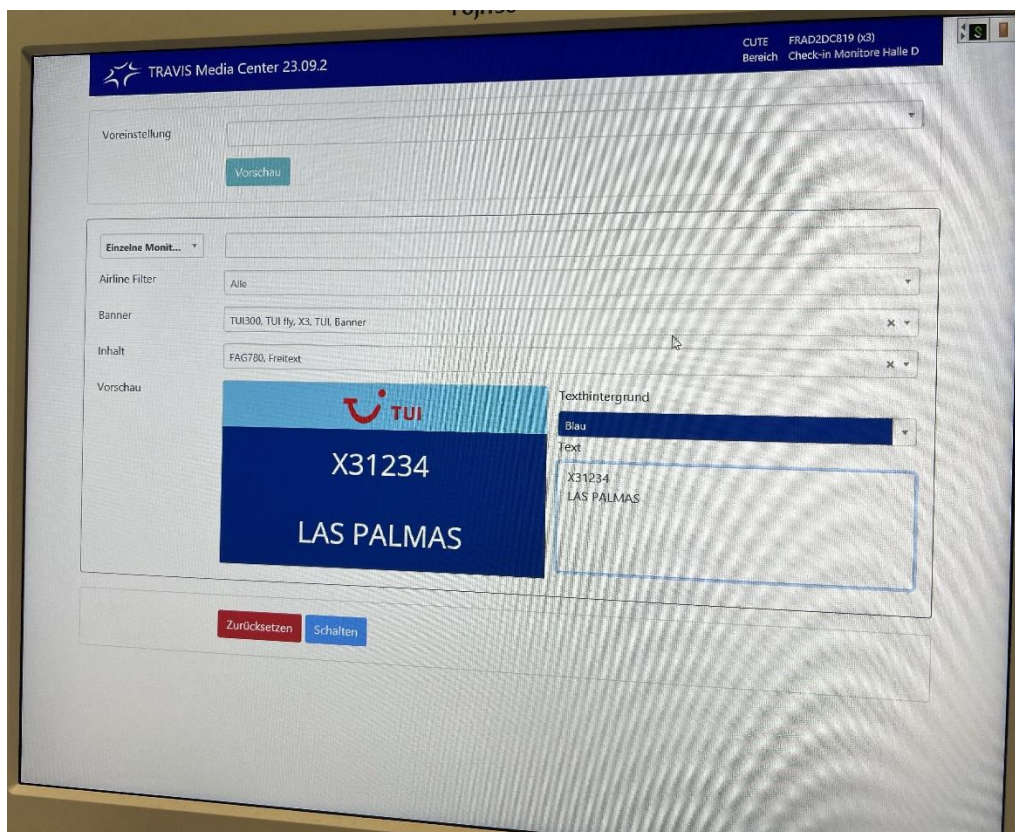 TRAVIS Media Center 23.09.2
CUTE FRAD2DC819 (x3)
Bereich Check-in Monitore Halle D
S
Voreinstellung
Vorschau
Einzelne Monit...
Airline Filter
Alle
Banner
TUI300, TUI fly, X3, TUI, Banner
Inhalt
FAG780, Freitext
Vorschau
TUI
X31234
LAS PALMAS
Texthintergrund
Blau
Text
X31234
LAS PALMAS
Zurücksetzen
Schalten